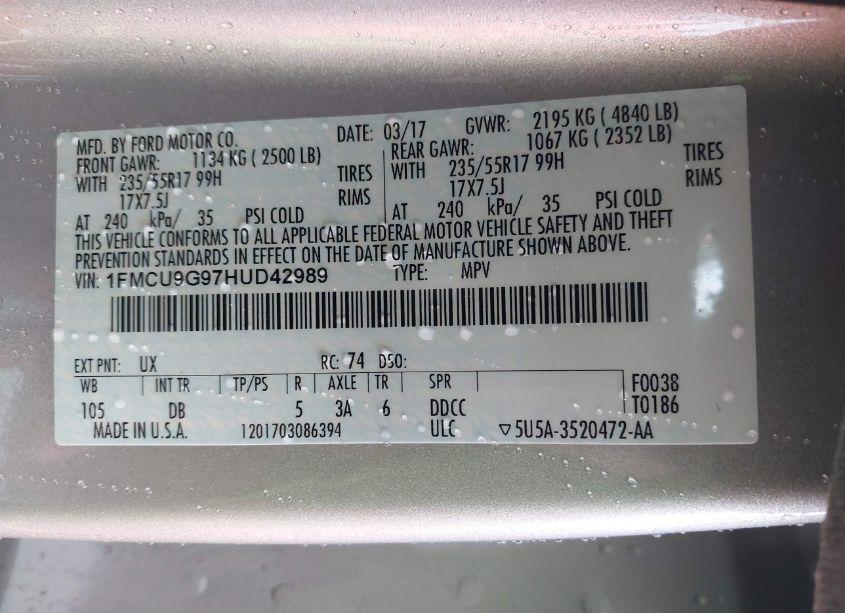 MFD. BY FORD MOTOR CO. DATE: 03/17 GVWR: 2195 KG ( 4840 LB)
FRONT GAWR: 1134 KG ( 2500 LB) REAR GAWR: 1067 KG ( 2352 LB)
WITH 235/55R17 99H TIRES WITH 235/55R17 99H TIRES
17X7.5J RIMS 17X7.5J RIMS
AT 240 kPa/ 35 PSI COLD AT 240 kPa/ 35 PSI COLD
THIS VEHICLE CONFORMS TO ALL APPLICABLE FEDERAL MOTOR VEHICLE SAFETY AND THEFT
PREVENTION STANDARDS IN EFFECT ON THE DATE OF MANUFACTURE SHOWN ABOVE.
VIN: 1FMCU9G97HUD42989 TYPE: MPV
EXT PNT: UX RC: 74 DSO:
WB INT TR TP/PS R AXLE TR SPR F0038
105 DB 5 3A 6 DDCC T0186
MADE IN U.S.A. 1201703086394 ULC ▽5U5A-3520472-AA